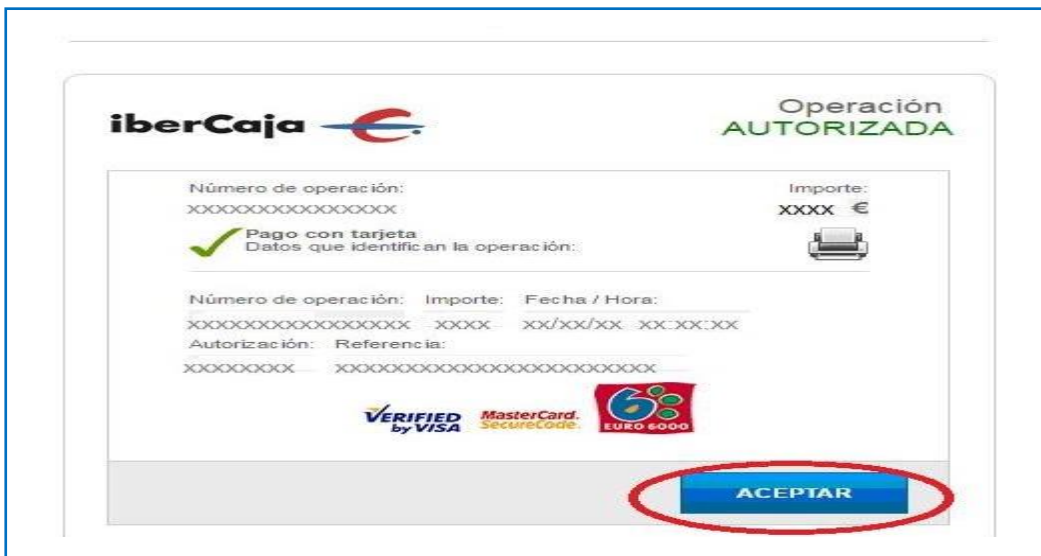 iberCaja
Operación
AUTORIZADA
Número de operación:
Importe:
XXXXXXXXXXXXXXX
XXXX €
Pago con tarjeta
Datos que identifican la operación:
Número de operación: Importe: Fecha / Hora:
XXXXXXXXXXXXXXXX XXXX XX/XX/XX XX:XX:XX
Autorización: Referencia:
XXXXXXXX XXXXXXXXXXXXXXXXXXXXXXX
VERIFIED by VISA
MasterCard. SecureCode.
6000
EURO 6000
ACEPTAR